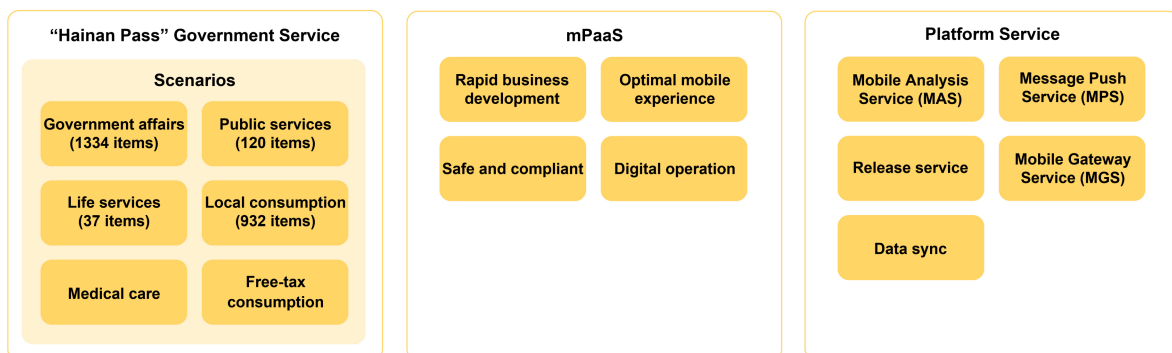 “Hainan Pass” Government Service
Scenarios
Government affairs
(1334 items)
Public services
(120 items)
Life services
(37 items)
Local consumption
(932 items)
Medical care
Free-tax
consumption
mPaaS
Rapid business
development
Optimal mobile
experience
Safe and compliant
Digital operation
Platform Service
Mobile Analysis
Service (MAS)
Message Push
Service (MPS)
Release service
Mobile Gateway
Service (MGS)
Data sync